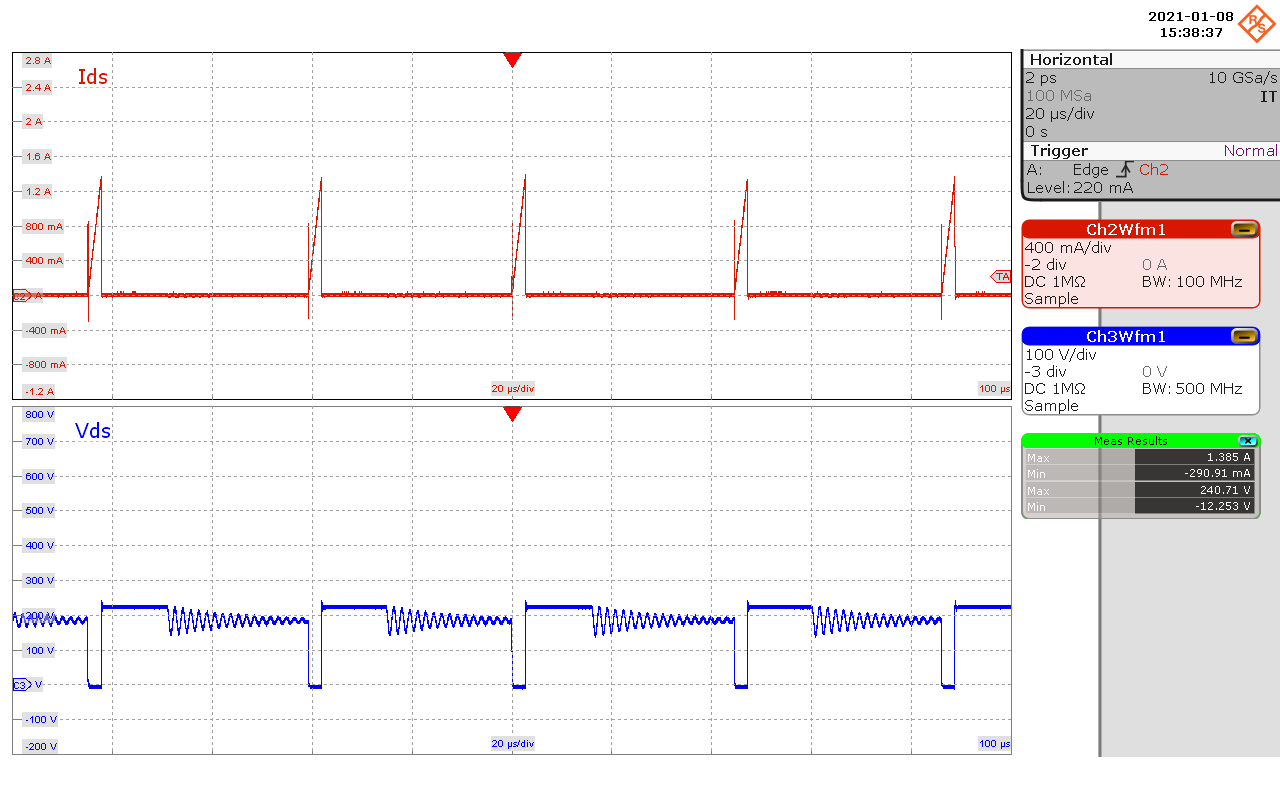 2021-01-08
15:38:37
R&S
Horizontal
2 ps 10 GSa/s
100 MSa IT
20 µs/div
0 s
Trigger Normal
A: Edge Ch2
Level: 220 mA
Ch2Wfm1
400 mA/div
-2 div 0 A
DC 1MΩ BW: 100 MHz
Sample
Ch3Wfm1
100 V/div
-3 div 0 V
DC 1MΩ BW: 500 MHz
Sample
Meas Results
Max 1.385 A
Min -290.91 mA
Max 240.71 V
Min -12.253 V
2.8 A
Ids
2.4 A
2 A
1.6 A
1.2 A
800 mA
400 mA
TA
C2 A
-400 mA
-800 mA
-1.2 A
20 µs/div
100 µs
800 V
Vds
700 V
600 V
500 V
400 V
300 V
200 V
100 V
C3 V
-100 V
-200 V
20 µs/div
100 µs